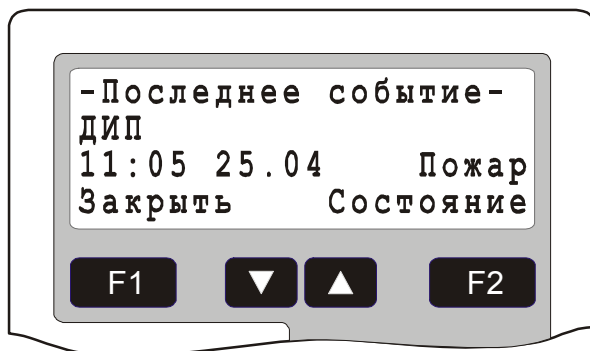 -Последнее событие-
ДИП
11:05 25.04 Пожар
Закрыть Состояние
F1 ▼ ▲ F2